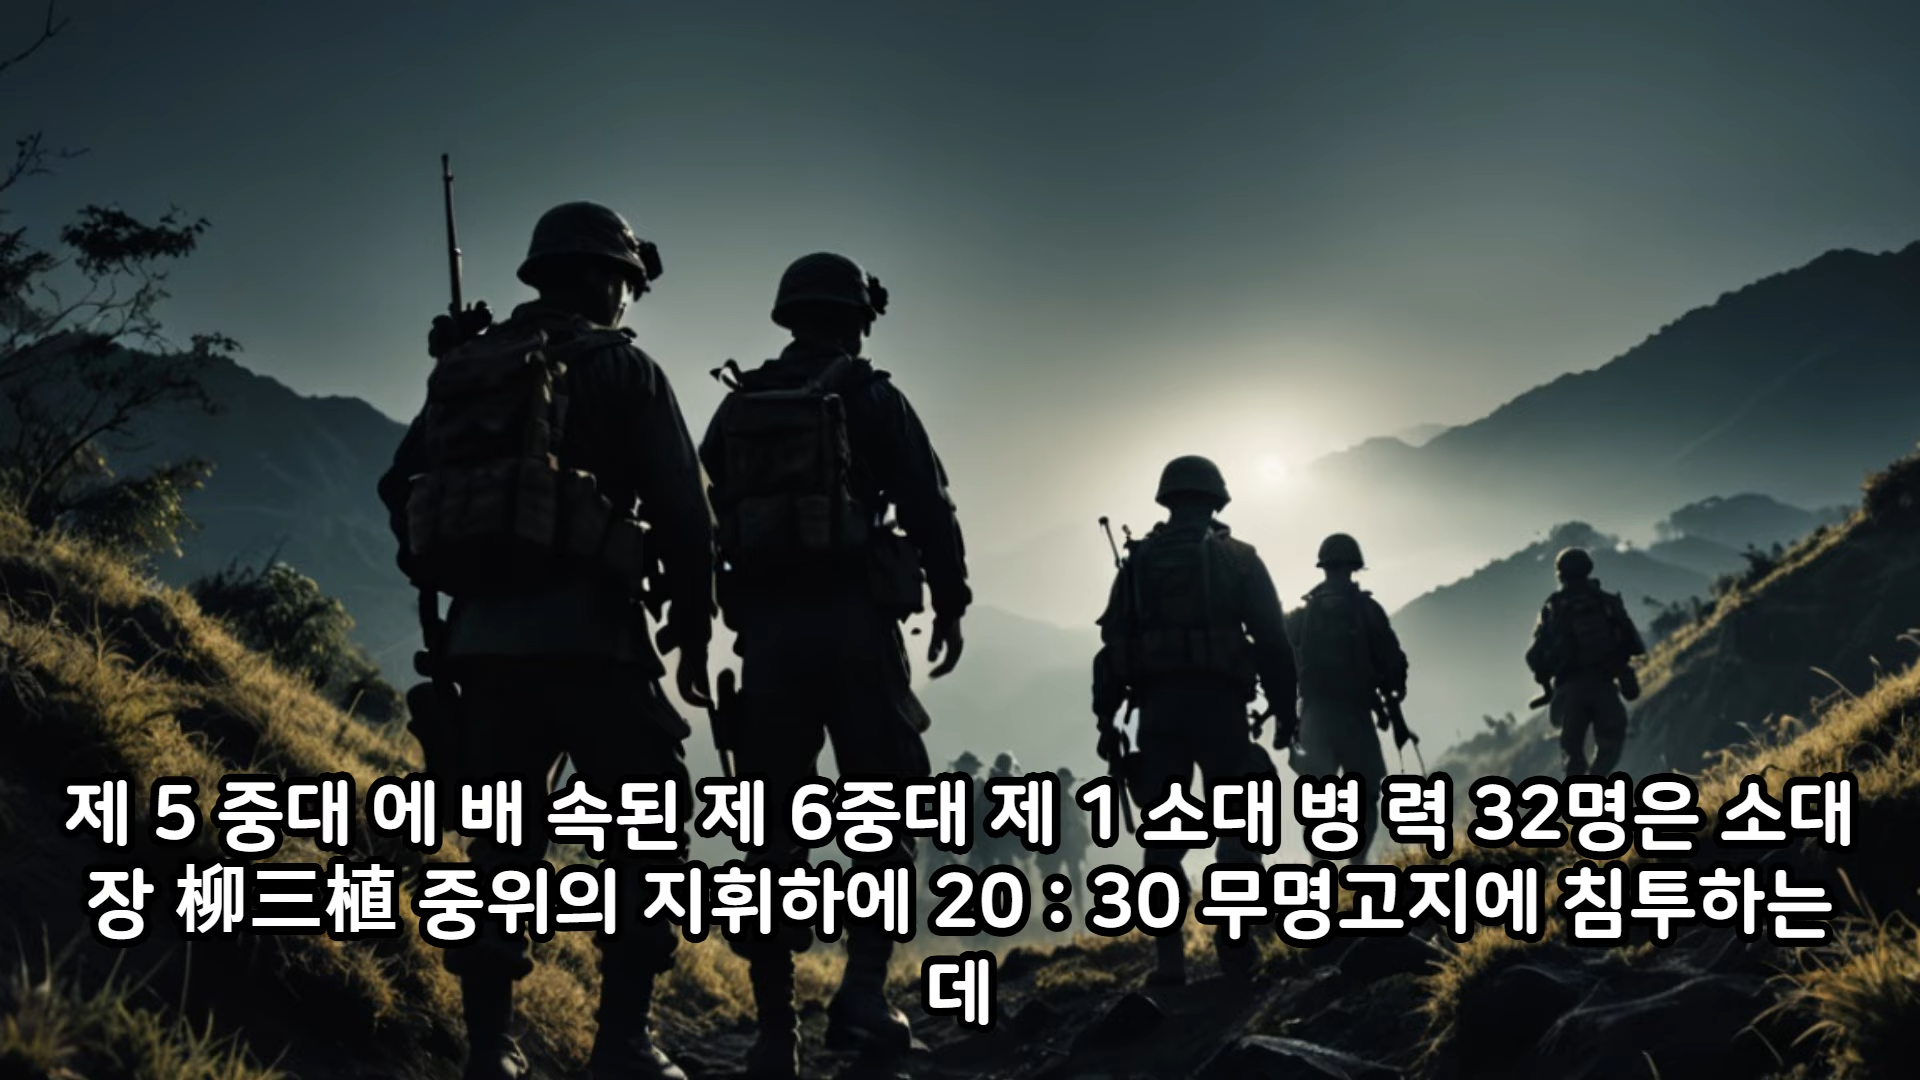 제 5 중대 에 배 속된 제 6중대 제 1 소대 병 력 32명은 소대
장 柳三植 중위의 지휘하에 20 : 30 무명고지에 침투하는
데